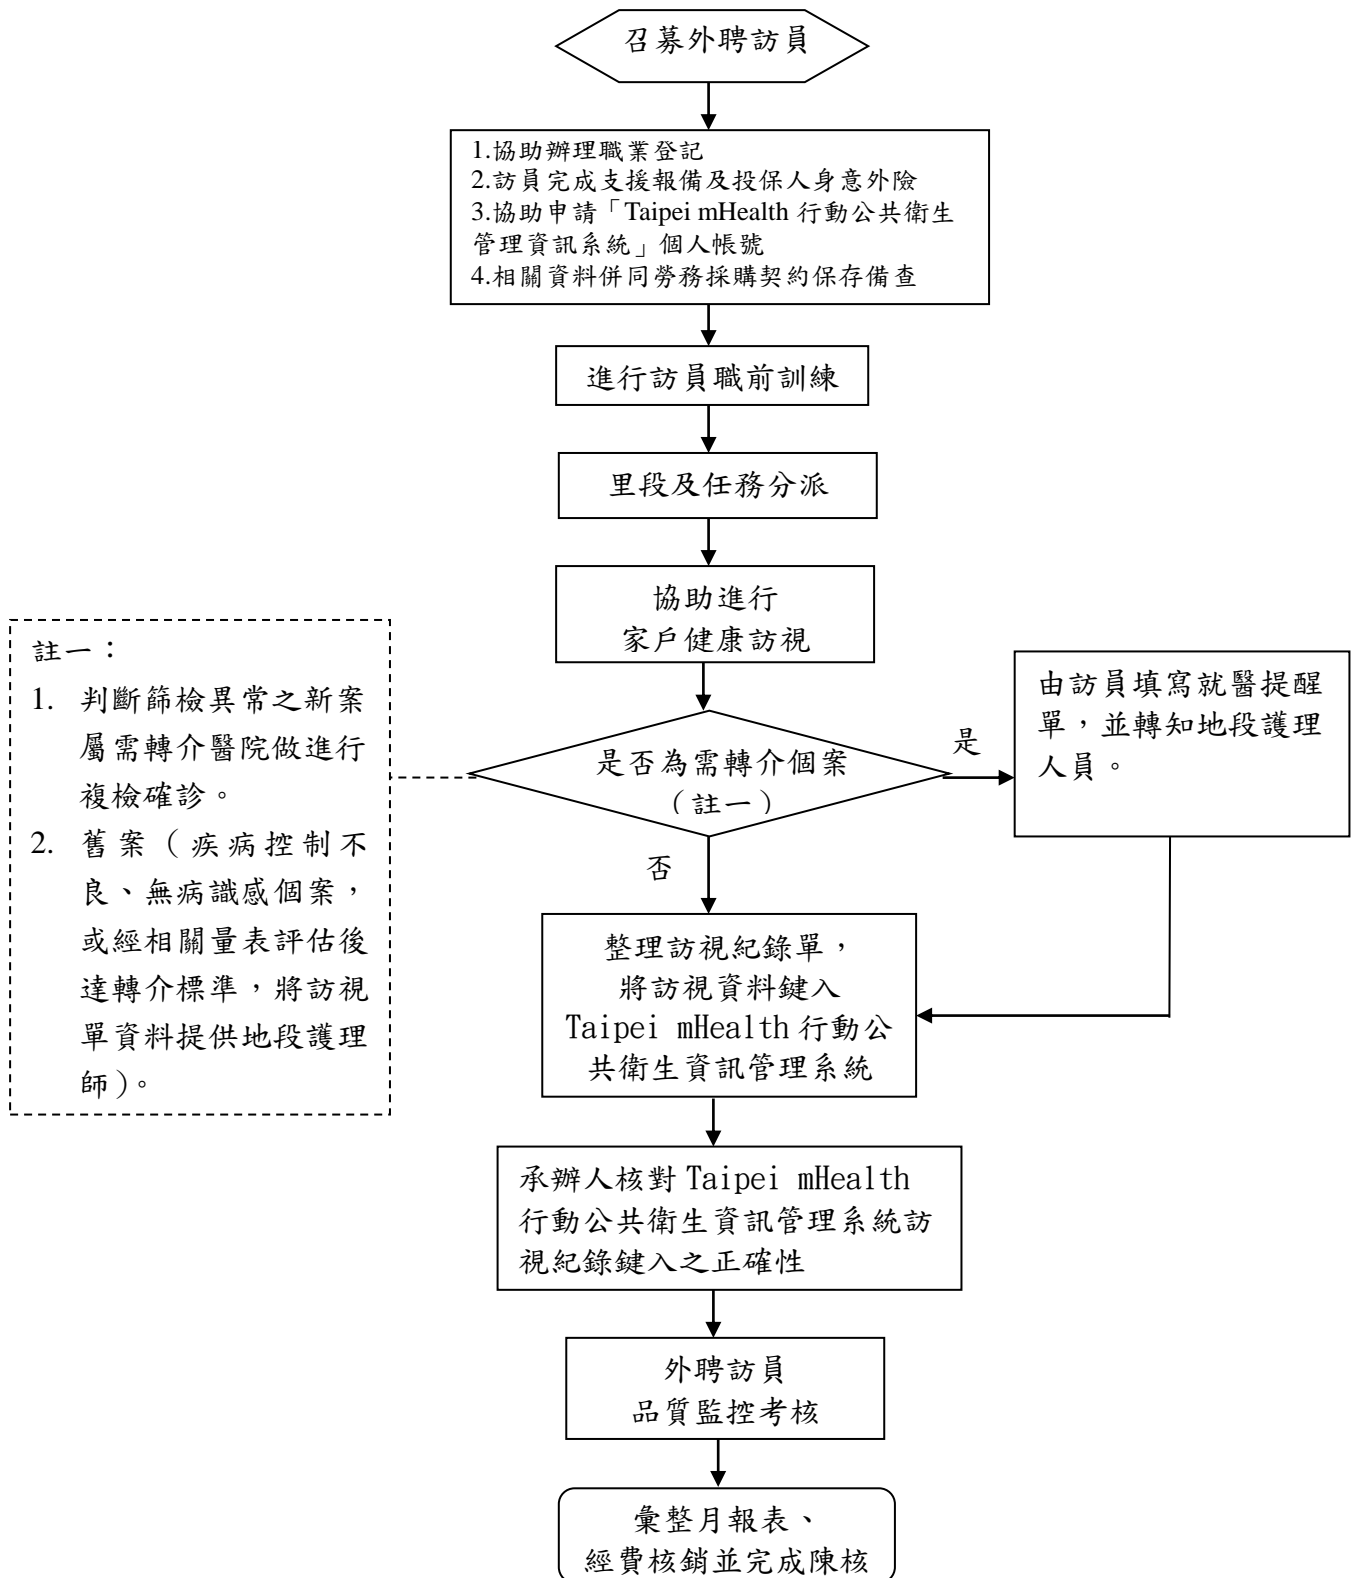 召募外聘訪員
1.協助辦理職業登記
2.訪員完成支援報備及投保人身意外險
3.協助申請「Taipei mHealth 行動公共衛生
管理資訊系統」個人帳號
4.相關資料併同勞務採購契約保存備查
進行訪員職前訓練
里段及任務分派
協助進行
家戶健康訪視
註一：
1. 判斷篩檢異常之新案
屬需轉介醫院做進行
複檢確診。
2. 舊案（疾病控制不
良、無病識感個案，
或經相關量表評估後
達轉介標準，將訪視
單資料提供地段護理
師)。
是否為需轉介個案
（註一）
是
由訪員填寫就醫提醒
單，並轉知地段護理
人員。
否
整理訪視紀錄單，
將訪視資料鍵入
Taipei mHealth 行動公
共衛生資訊管理系統
承辦人核對 Taipei mHealth
行動公共衛生資訊管理系統訪
視紀錄鍵入之正確性
外聘訪員
品質監控考核
彙整月報表、
經費核銷並完成陳核